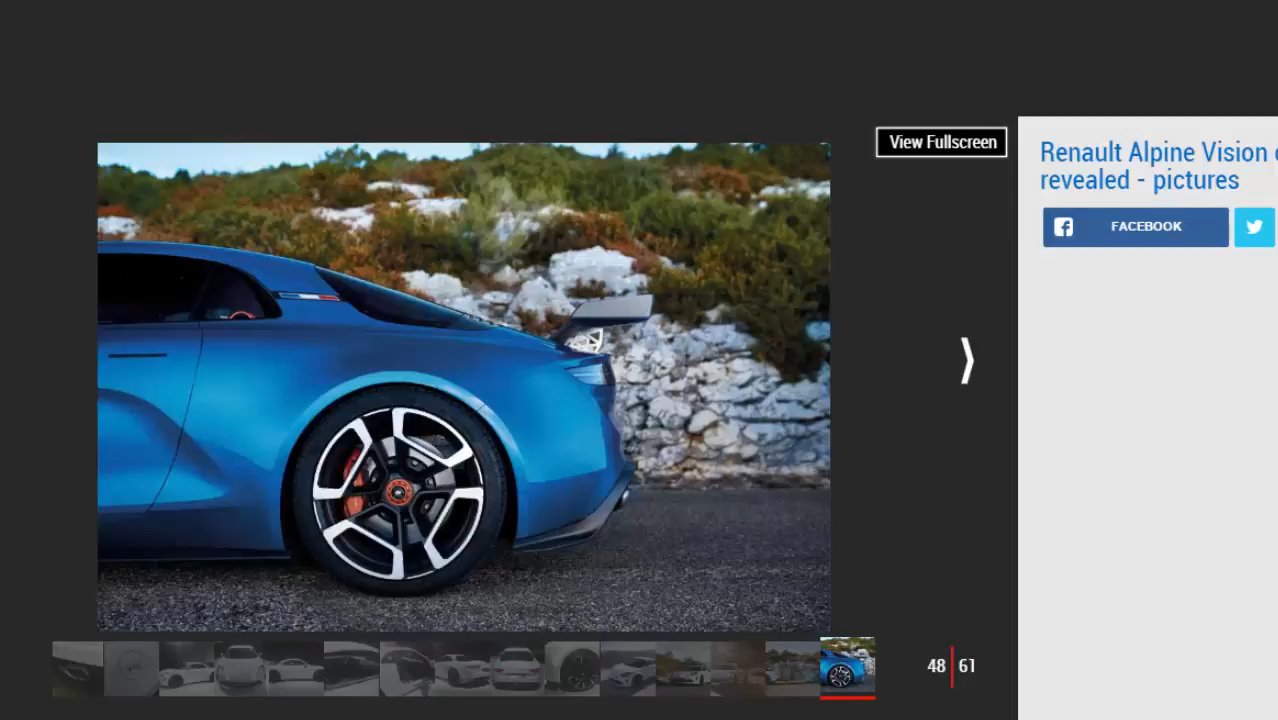 View Fullscreen
Renault Alpine Vision
revealed - pictures
FACEBOOK
48 61